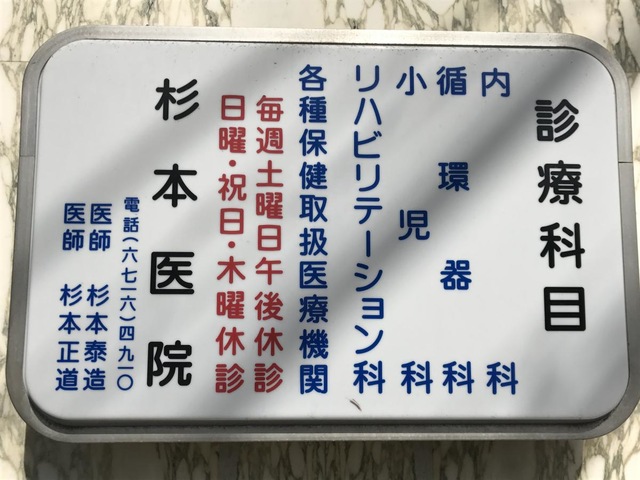 診療科目
内科
循環器科
小児科
リハビリテーション科
各種保健取扱医療機関
毎週土曜日午後休診
日曜・祝日・木曜休診
杉本医院
電話(六七二六)四九一〇
医師 杉本泰造
医師 杉本正道